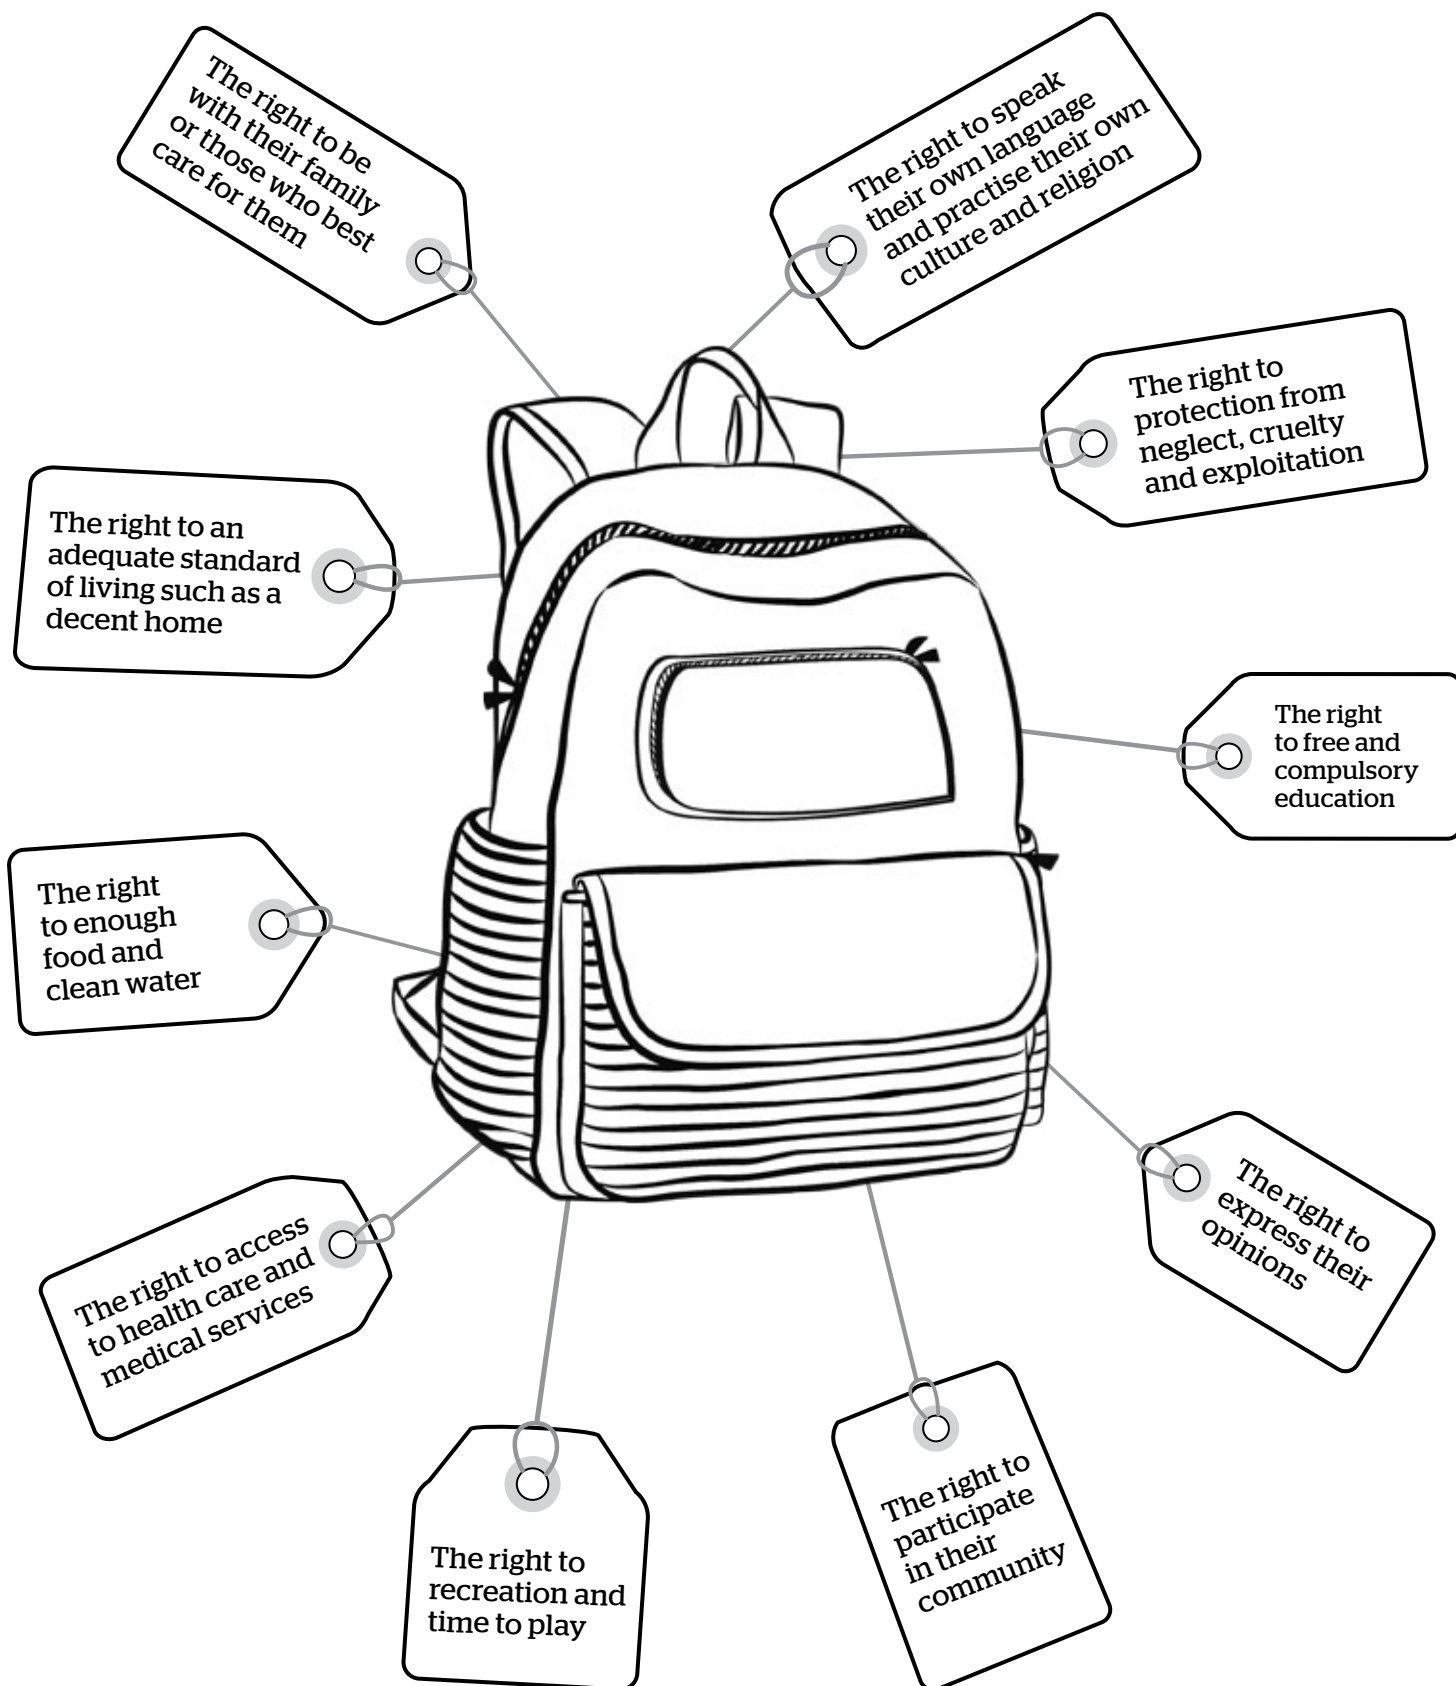 The right to be
with their family
or those who best
care for them
The right to speak
their own language
and practise their own
culture and religion
The right to
protection from
neglect, cruelty
and exploitation
The right to an
adequate standard
of living such as a
decent home
The right
to free and
compulsory
education
The right
to enough
food and
clean water
The right to
express their
opinions
The right to access
to health care and
medical services
The right to
participate
in their
community
The right to
recreation and
time to play